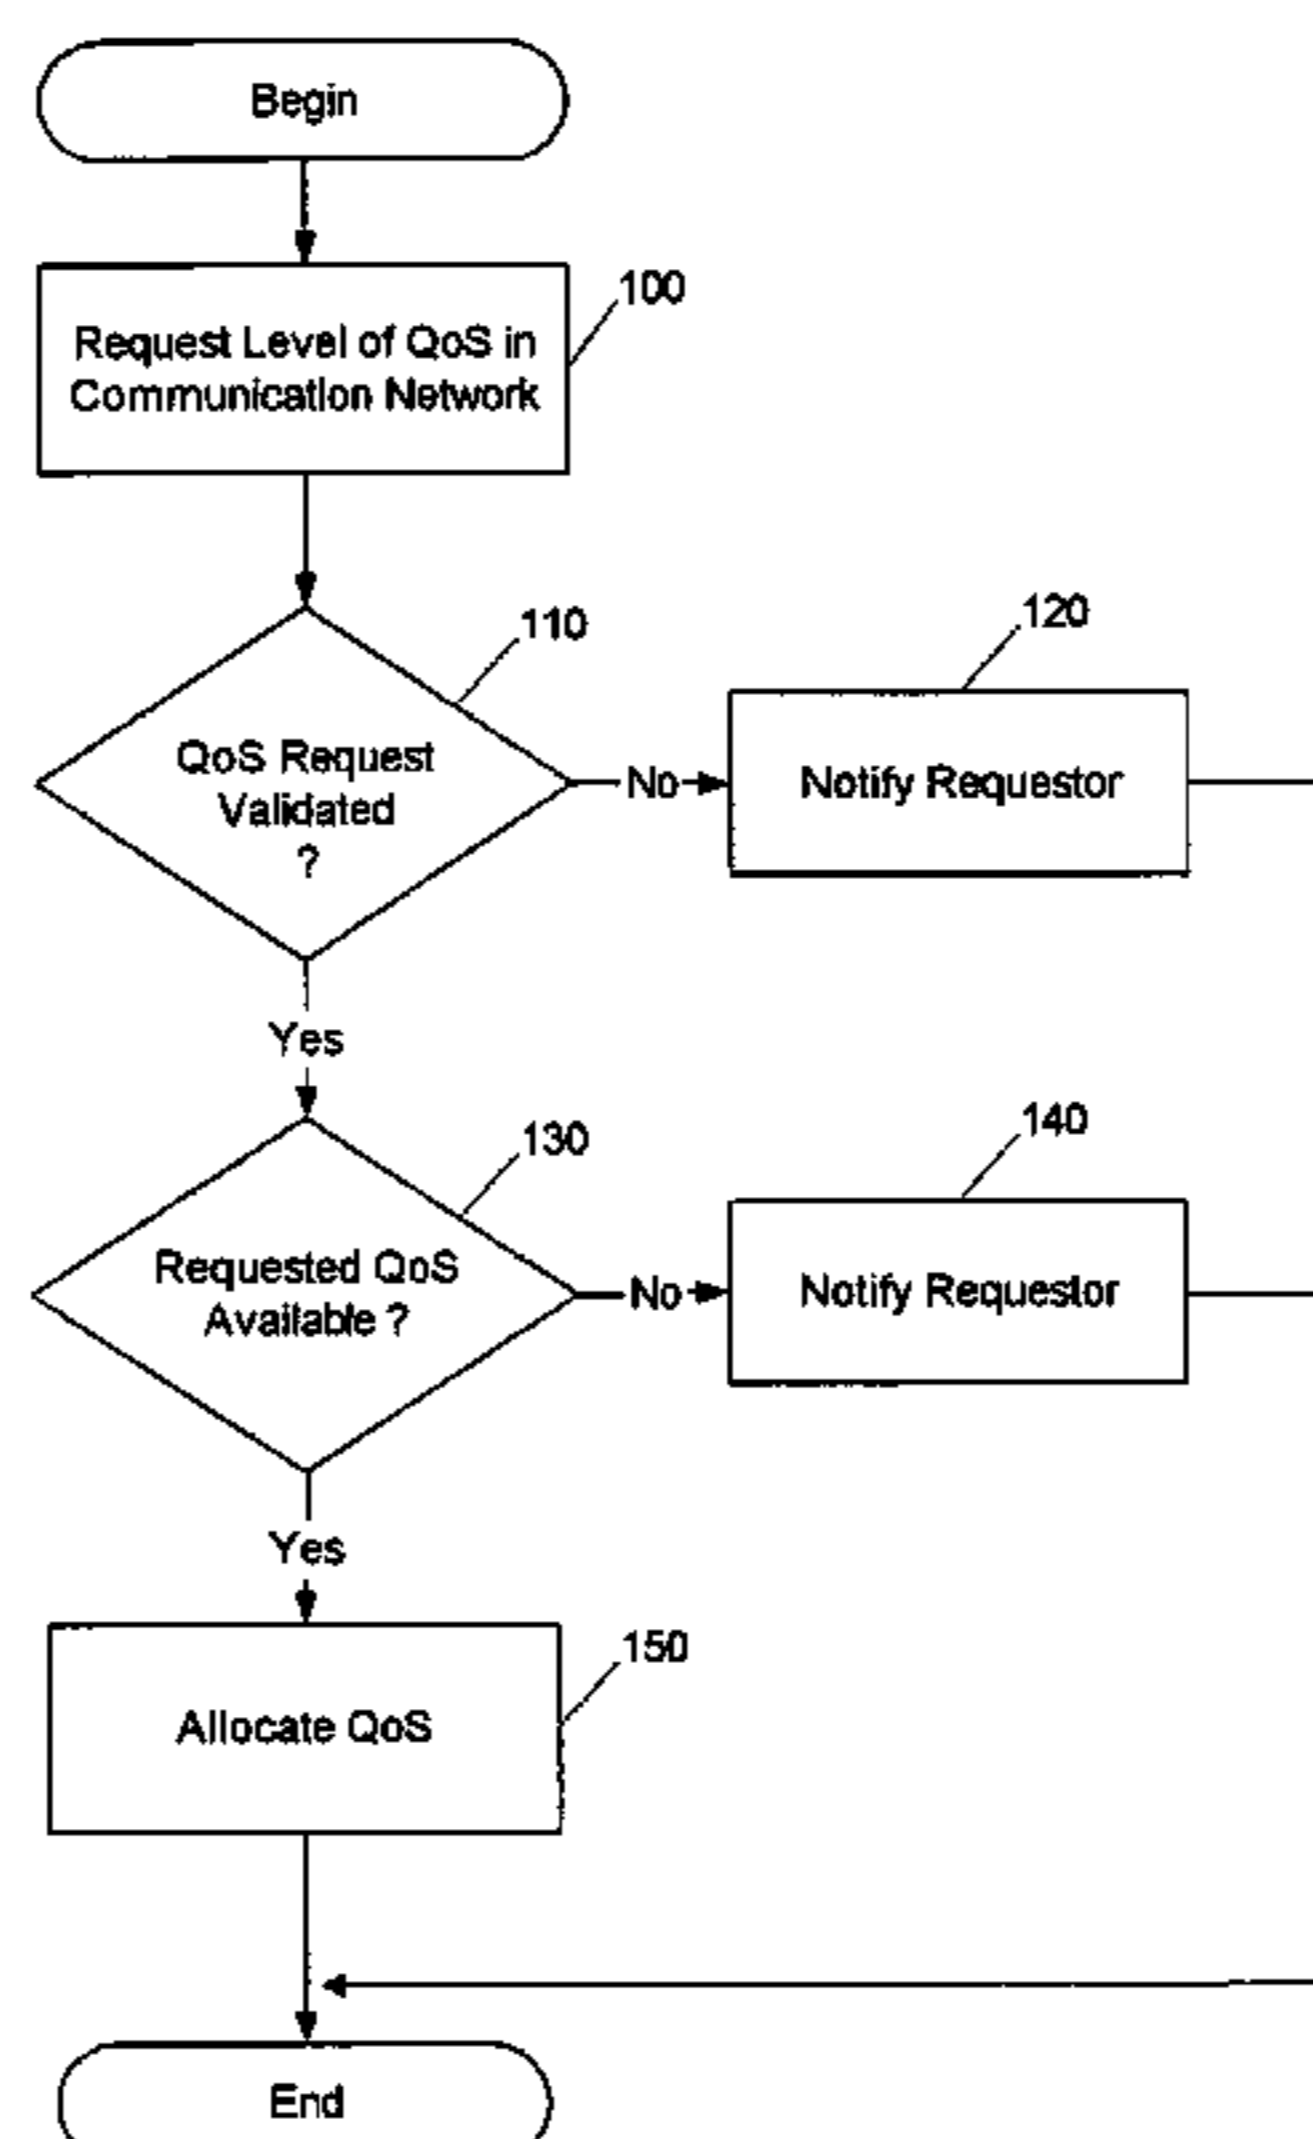 Begin
100
Request Level of QoS in
Communication Network
110
QoS Request
Validated
?
No
120
Notify Requestor
Yes
130
Requested QoS
Available ?
No
140
Notify Requestor
Yes
150
Allocate QoS
End